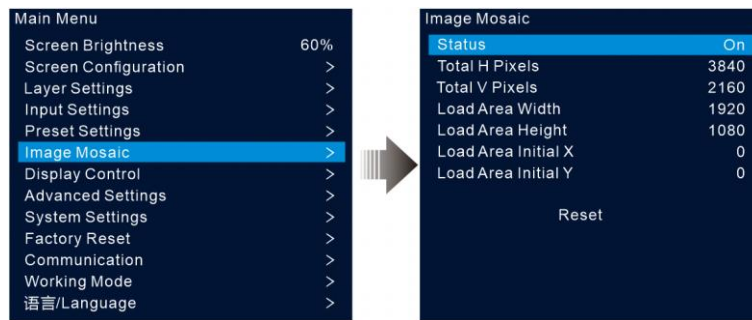 Main Menu
Screen Brightness 60%
Screen Configuration >
Layer Settings >
Input Settings >
Preset Settings >
Image Mosaic >
Display Control >
Advanced Settings >
System Settings >
Factory Reset >
Communication >
Working Mode >
语言/Language >
Image Mosaic
Status On
Total H Pixels 3840
Total V Pixels 2160
Load Area Width 1920
Load Area Height 1080
Load Area Initial X 0
Load Area Initial Y 0
Reset